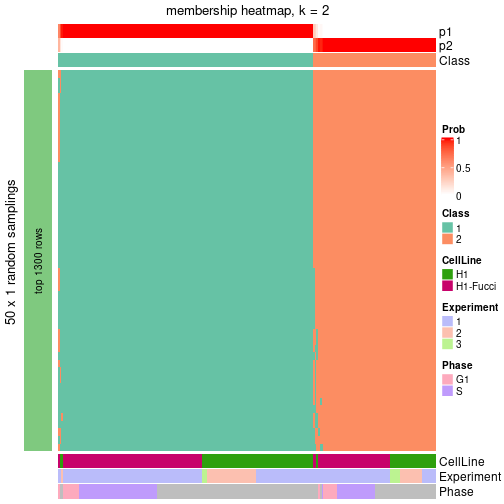 membership heatmap, k = 2
p1
p2
Class
50 x 1 random samplings
top 1300 rows
Prob
1
0.5
0
Class
1
2
CellLine
H1
H1-Fucci
Experiment
1
2
3
Phase
G1
S
CellLine
Experiment
Phase